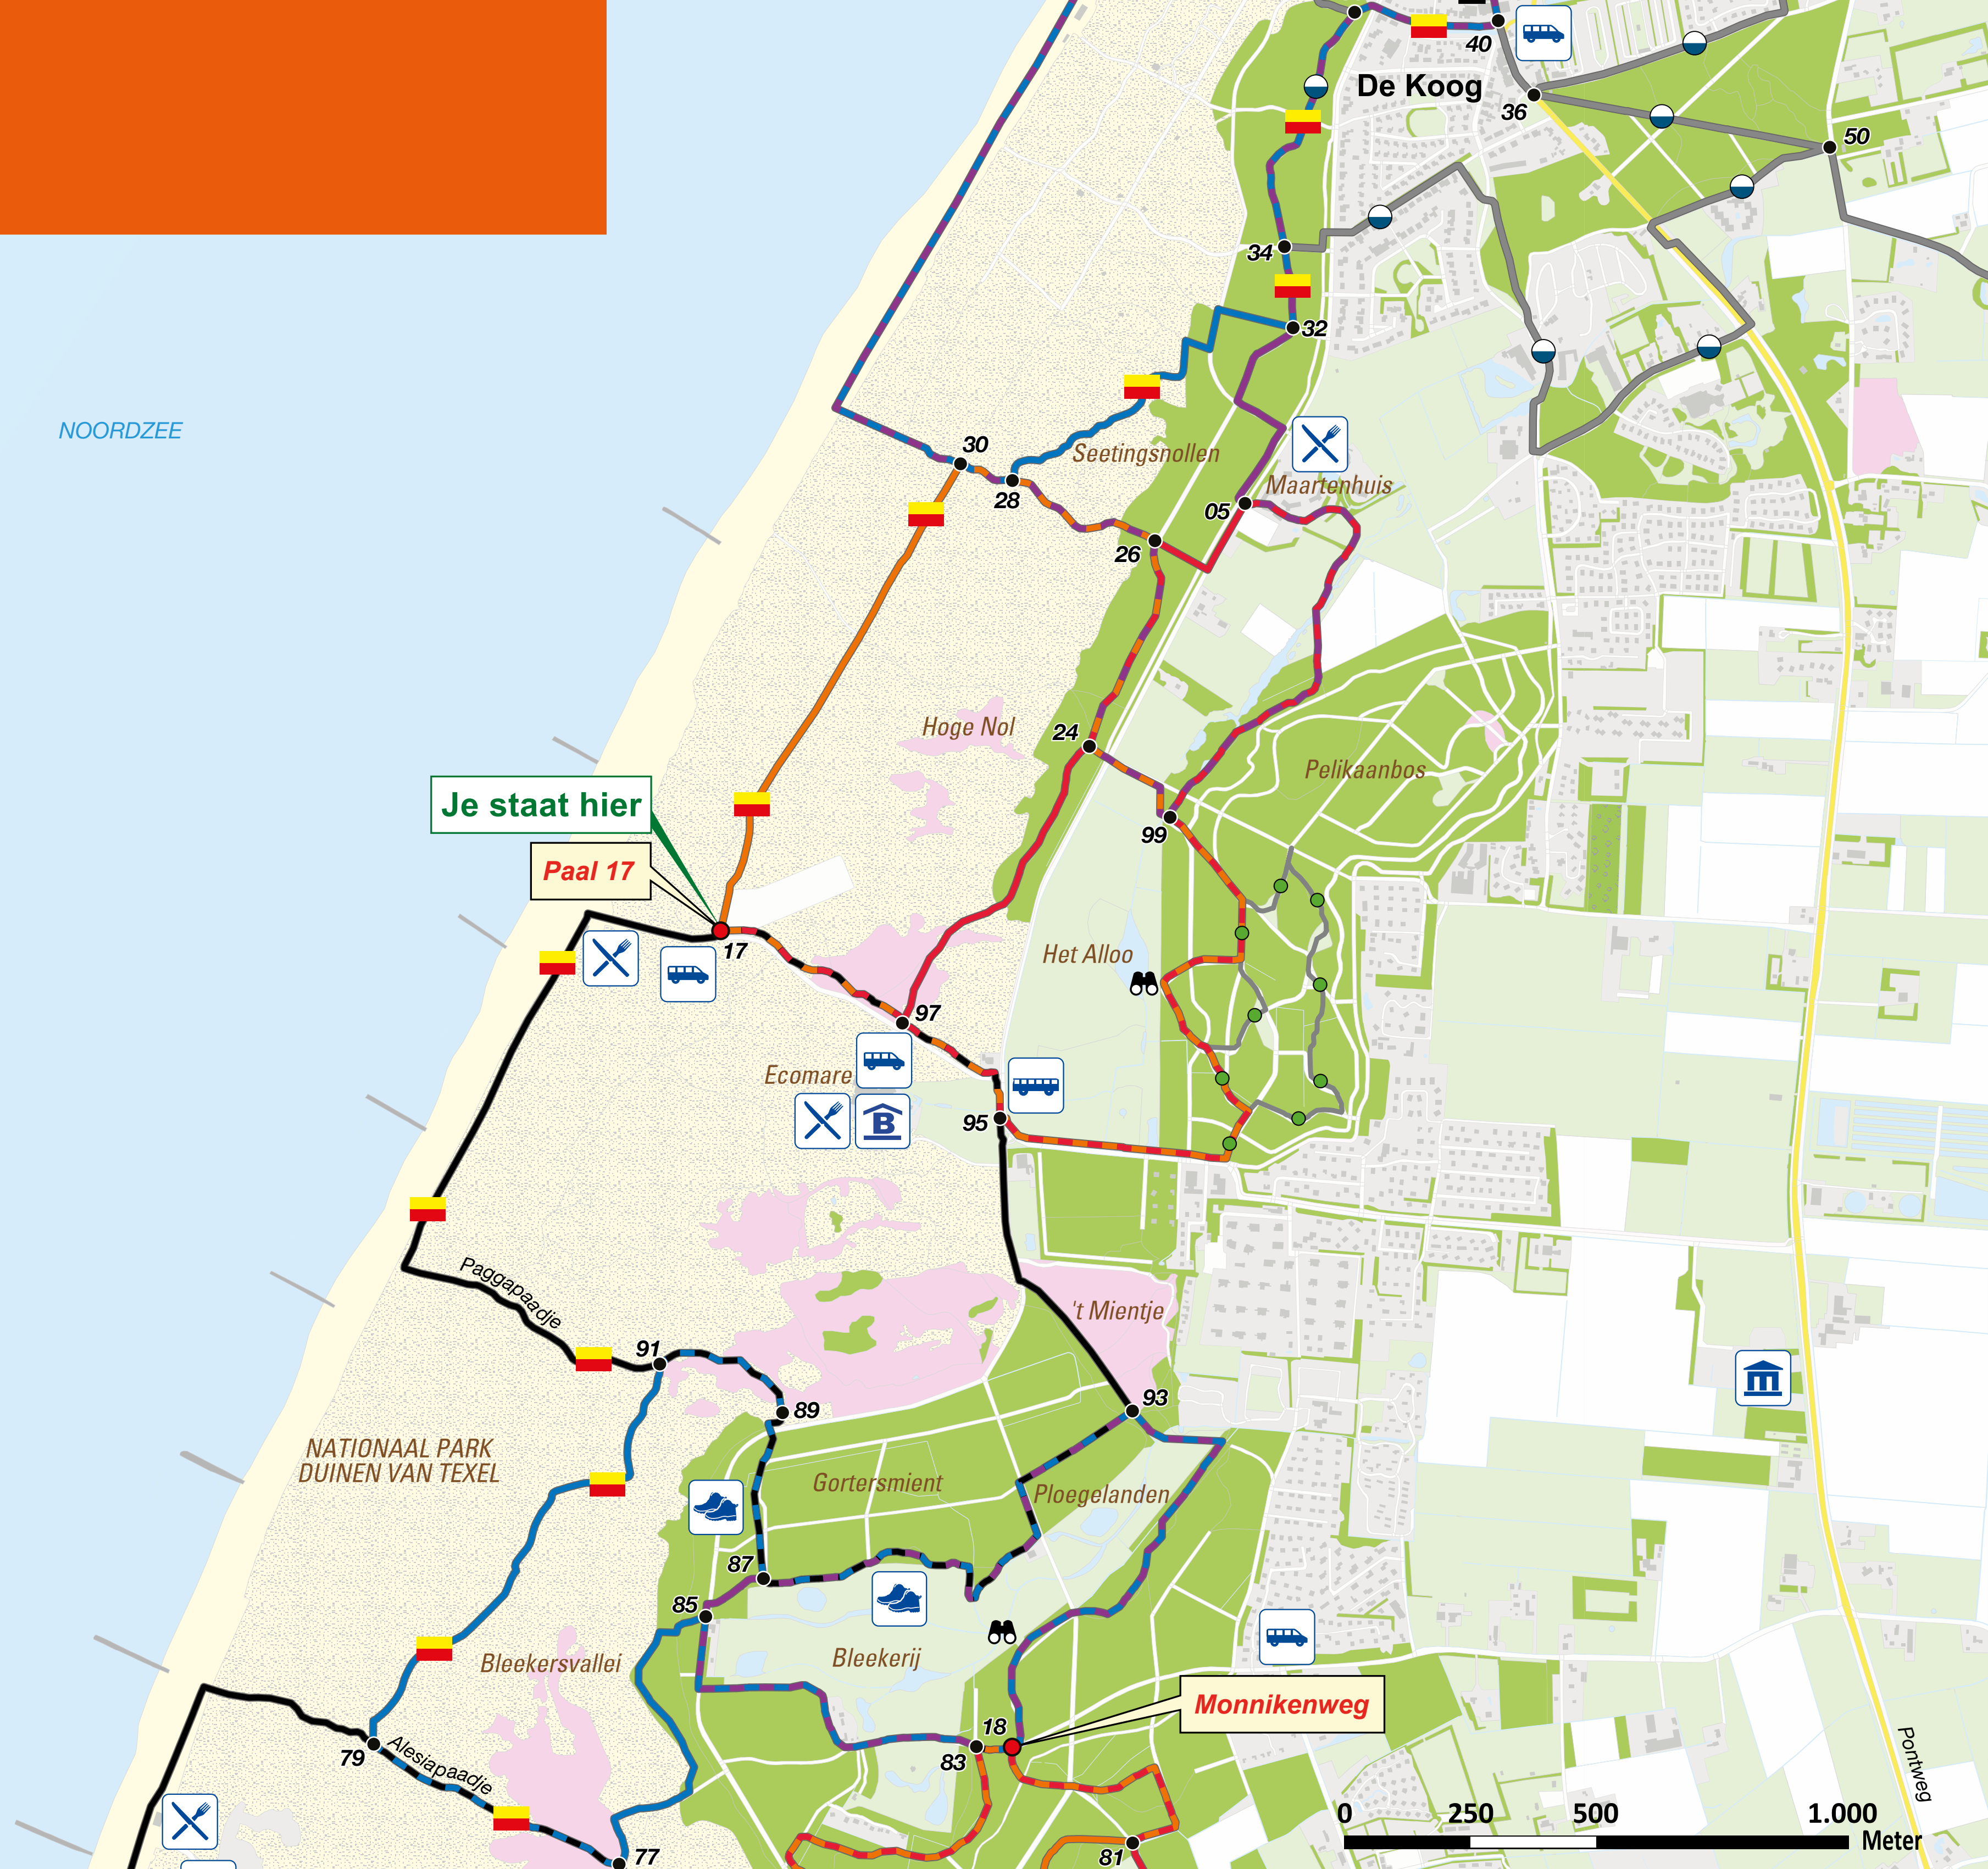 40
De Koog
36
50
34
32
NOORDZEE
30
Seetingsnollen
28
Maartenhuis
05
26
Hoge Nol
24
Pelikaanbos
Je staat hier
99
Paal 17
17
Het Alloo
97
Ecomare
B
95
Paggapaadje
't Mientje
91
89
93
NATIONAAL PARK
DUINEN VAN TEXEL
Gortersmient
Ploegelanden
87
85
Bleekersvallei
Bleekerij
Monnikenweg
18
83
79
Alesiapaadje
Pontweg
0 250 500 1.000
Meter
77
81